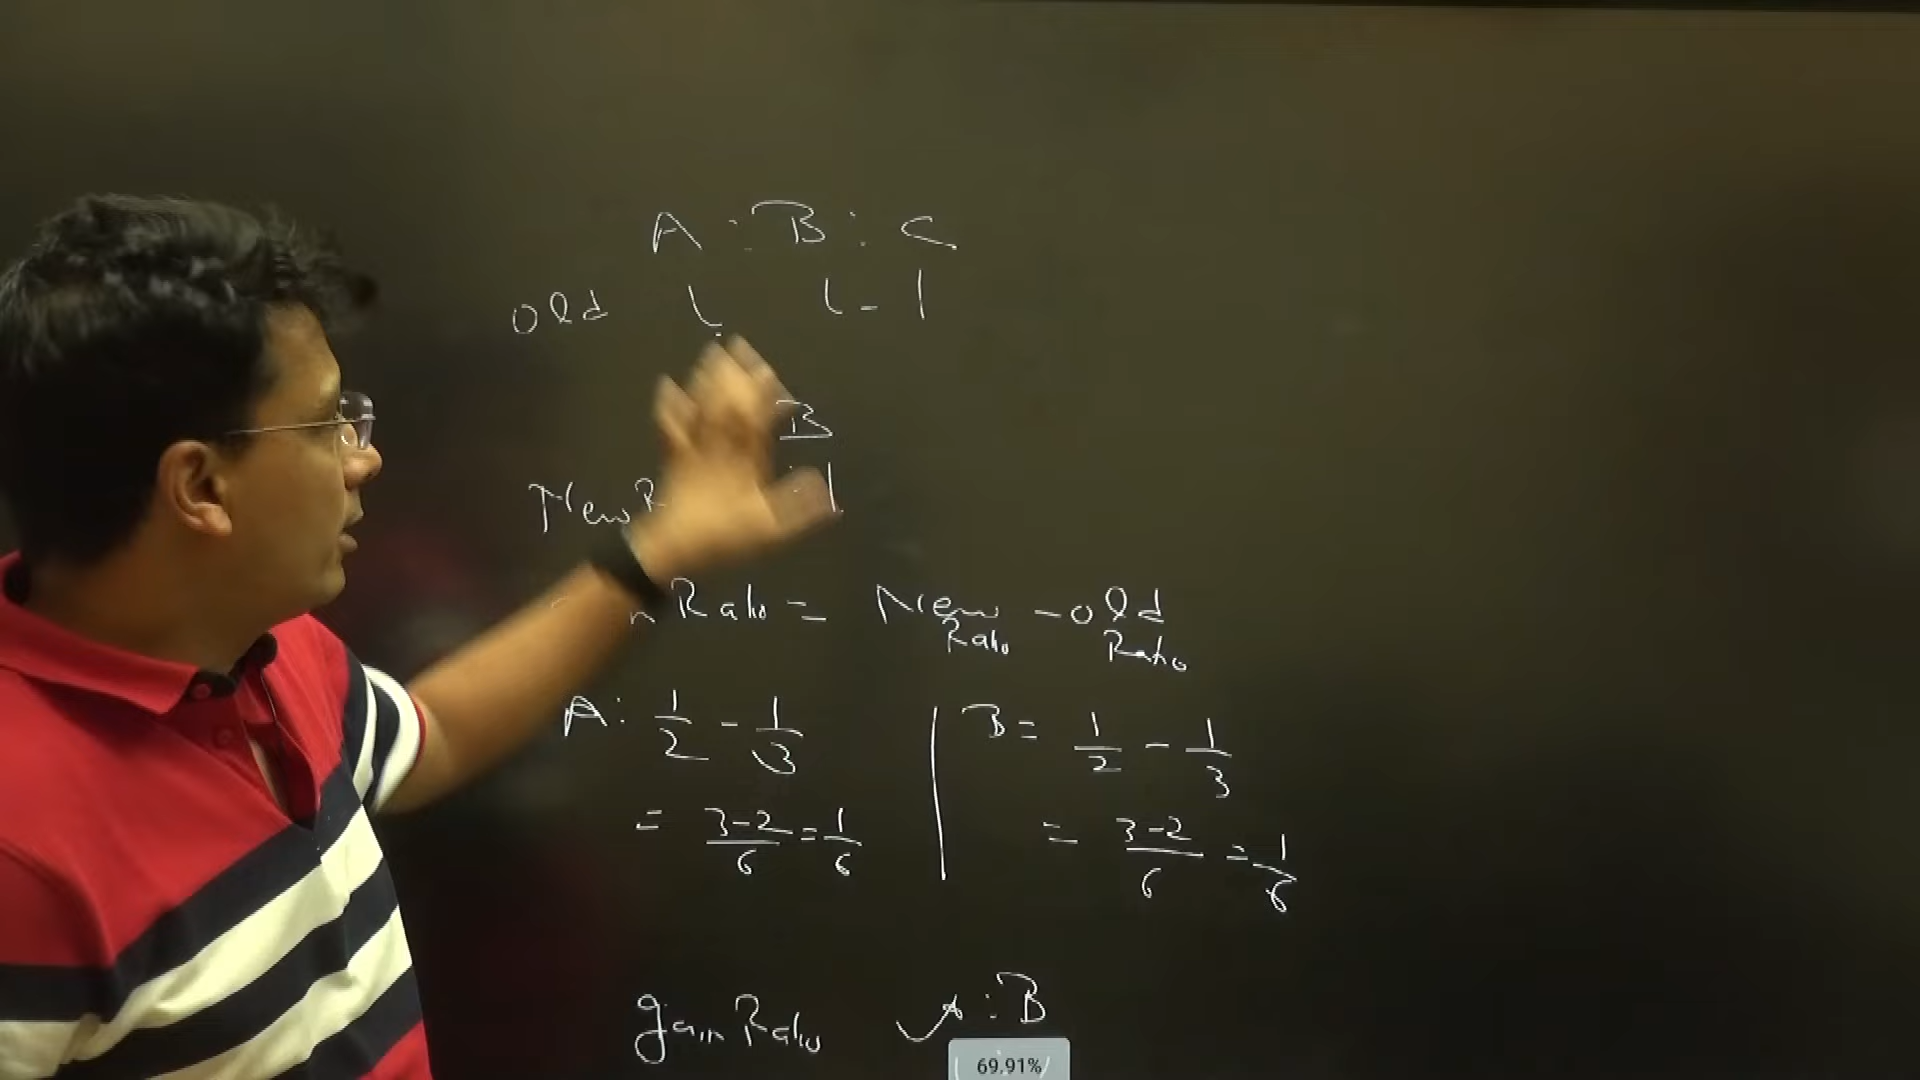 A : B : C
old 1 1 - 1
B
New R : 1
n Ratio = New Ratio - old Ratio
A : 1/2 - 1/3
= 3-2/6 = 1/6
B = 1/2 - 1/3
= 3-2/6 = 1/6
gain Ratio A : B
69.91%